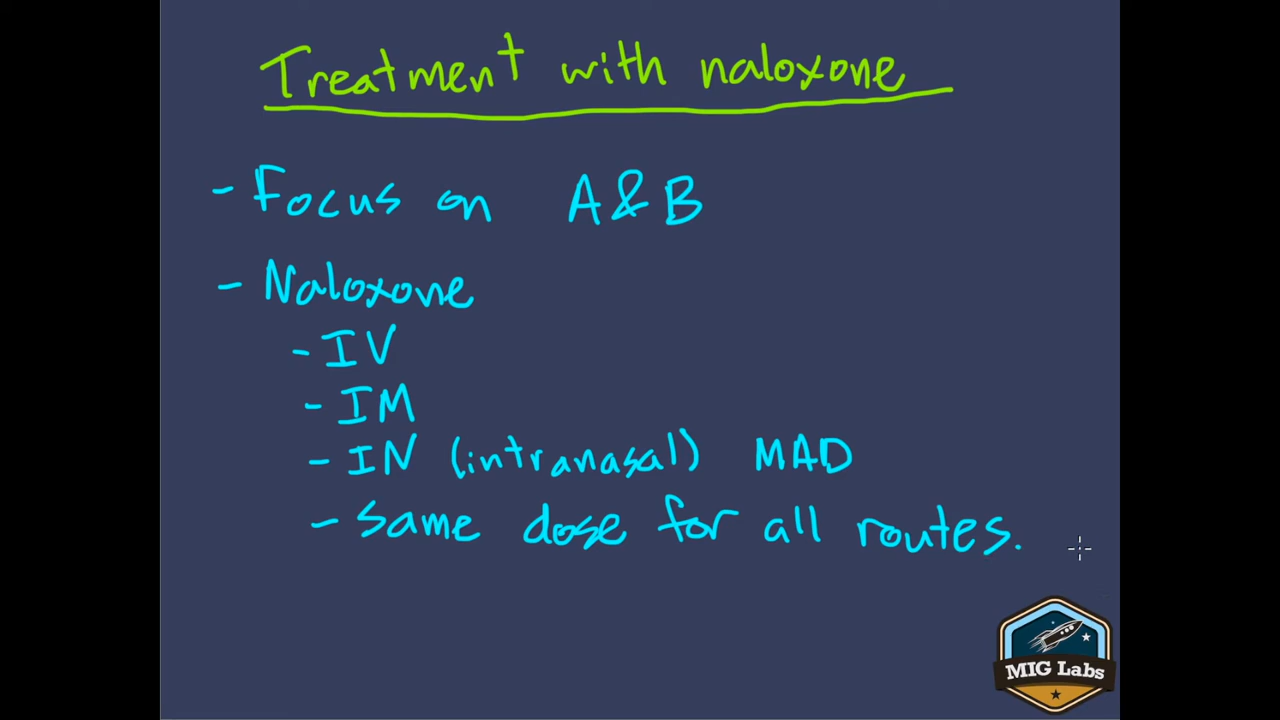 Treatment with naloxone
- Focus on A&B
- Naloxone
- IV
- IM
- IN (intranasal) MAD
- same dose for all routes.
MIG Labs